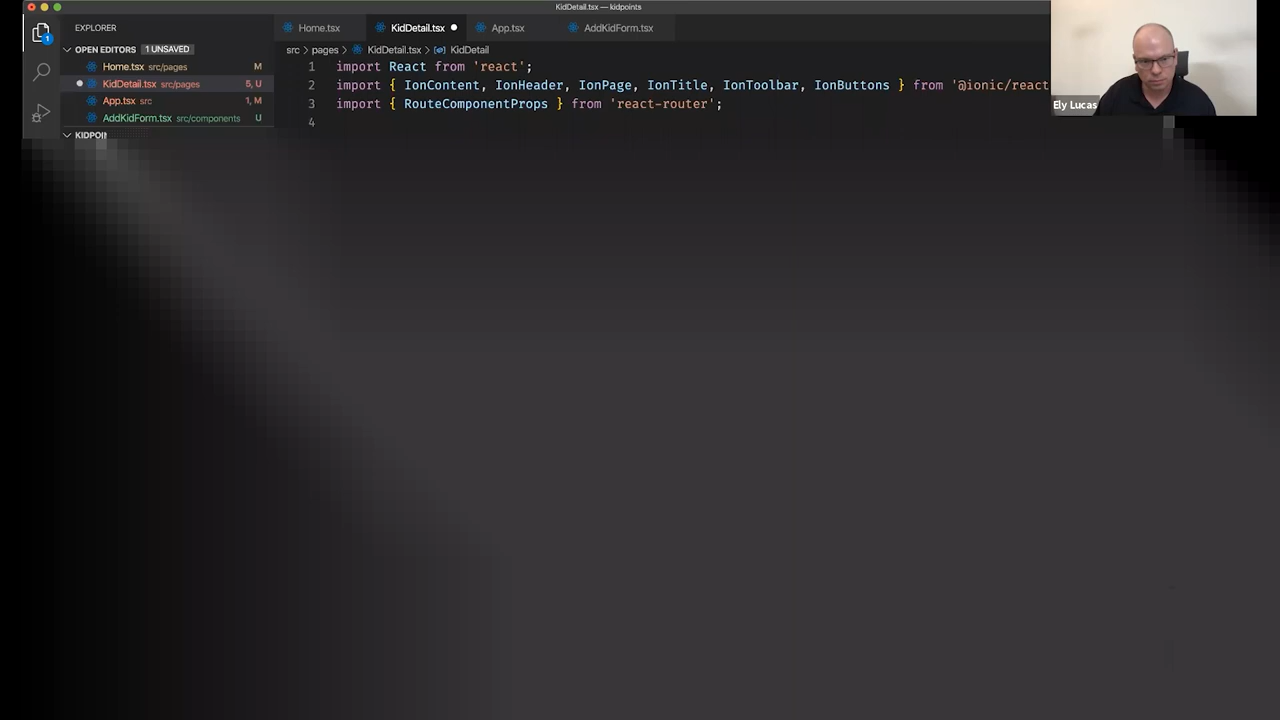 KidDetail.tsx — kidpoints
EXPLORER
Home.tsx
KidDetail.tsx
App.tsx
AddKidForm.tsx
OPEN EDITORS 1 UNSAVED
src > pages > KidDetail.tsx > KidDetail
1
Home.tsx src/pages M
KidDetail.tsx src/pages 5, U
App.tsx src 1, M
AddKidForm.tsx src/components U
KIDPOI
1 import React from 'react';
2 import { IonContent, IonHeader, IonPage, IonTitle, IonToolbar, IonButtons } from '@ionic/react
3 import { RouteComponentProps } from 'react-router';
4
Ely Lucas